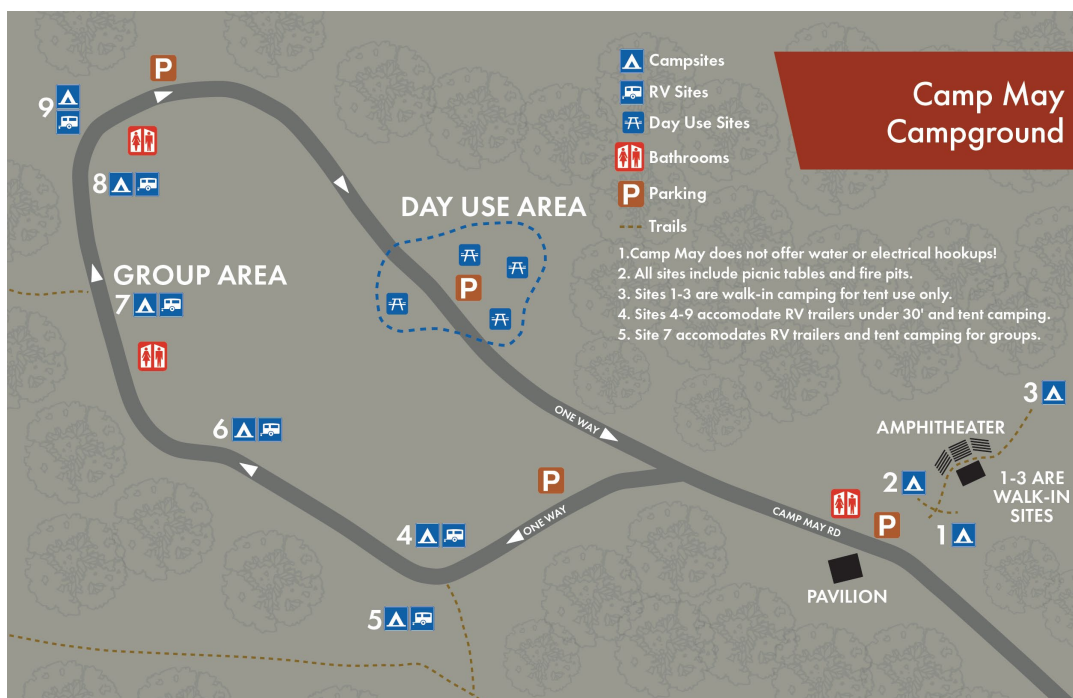 Camp May
Campground
Campsites
RV Sites
Day Use Sites
Bathrooms
P Parking
Trails
1.Camp May does not offer water or electrical hookups!
2. All sites include picnic tables and fire pits.
3. Sites 1-3 are walk-in camping for tent use only.
4. Sites 4-9 accomodate RV trailers under 30' and tent camping.
5. Site 7 accomodates RV trailers and tent camping for groups.
P
9
8
DAY USE AREA
P
GROUP AREA
7
6
ONE WAY
3
AMPHITHEATER
1-3 ARE
WALK-IN
SITES
2
1
P
ONE WAY
4
CAMP MAY RD
P
PAVILION
5